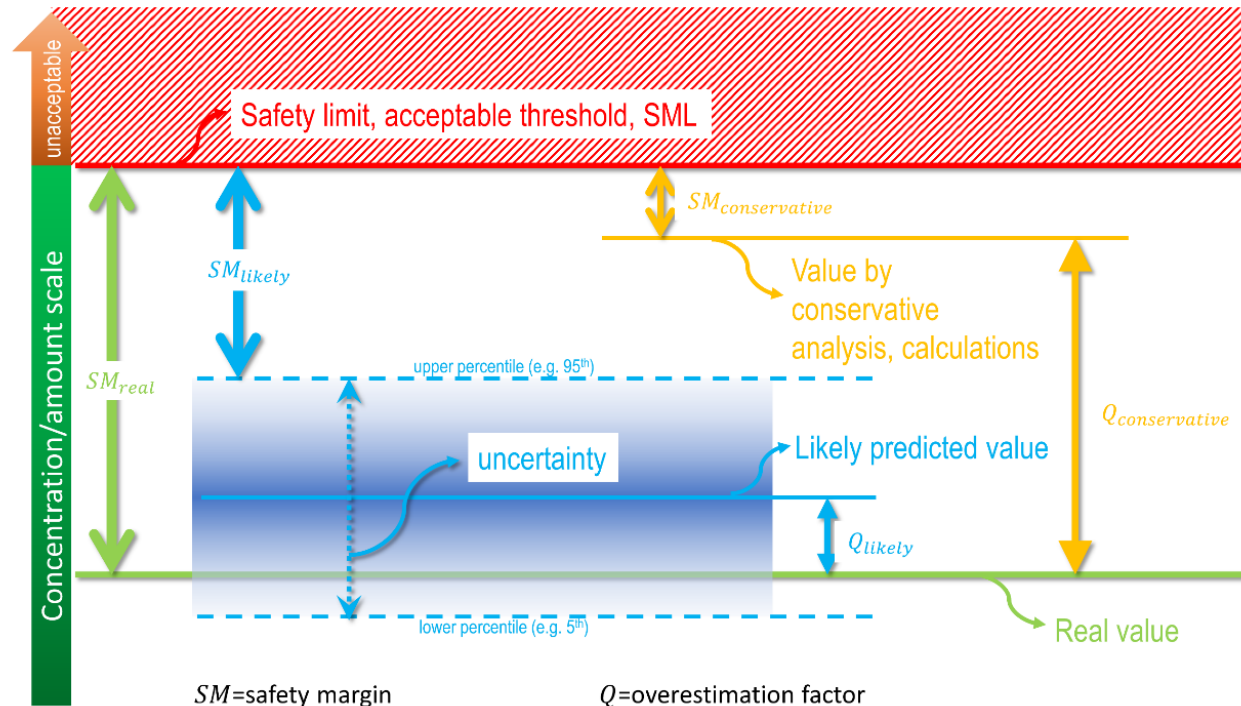 unacceptable
Concentration/amount scale
Safety limit, acceptable threshold, SML
SM_real
SM_likely
SM_conservative
Value by
conservative
analysis, calculations
upper percentile (e.g. 95th)
Q_conservative
uncertainty
Likely predicted value
Q_likely
lower percentile (e.g. 5th)
Real value
SM=safety margin
Q=overestimation factor